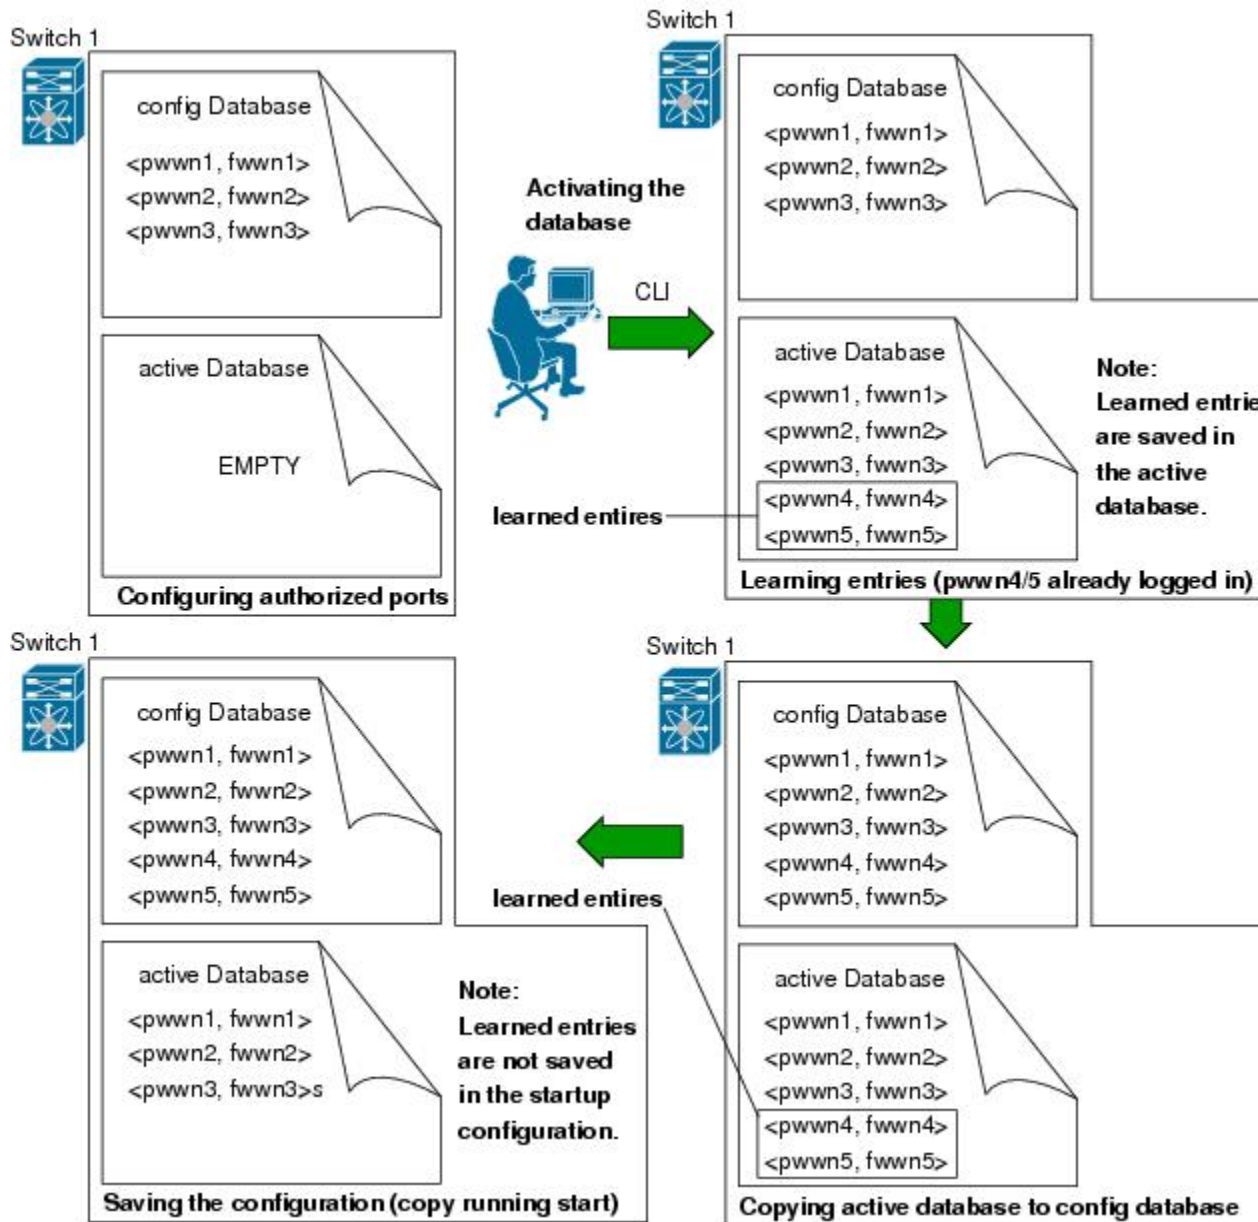 Switch 1
config Database
<pwwn1, fwwn1>
<pwwn2, fwwn2>
<pwwn3, fwwn3>
active Database
EMPTY
Configuring authorized ports
Activating the
database
CLI
Switch 1
config Database
<pwwn1, fwwn1>
<pwwn2, fwwn2>
<pwwn3, fwwn3>
active Database
<pwwn1, fwwn1>
<pwwn2, fwwn2>
<pwwn3, fwwn3>
<pwwn4, fwwn4>
<pwwn5, fwwn5>
learned entires
Note:
Learned entrie
are saved in
the active
database.
Learning entries (pwwn4/5 already logged in)
Switch 1
config Database
<pwwn1, fwwn1>
<pwwn2, fwwn2>
<pwwn3, fwwn3>
<pwwn4, fwwn4>
<pwwn5, fwwn5>
active Database
<pwwn1, fwwn1>
<pwwn2, fwwn2>
<pwwn3, fwwn3>s
Note:
Learned entries
are not saved
in the startup
configuration.
Saving the configuration (copy running start)
learned entires
Switch 1
config Database
<pwwn1, fwwn1>
<pwwn2, fwwn2>
<pwwn3, fwwn3>
<pwwn4, fwwn4>
<pwwn5, fwwn5>
active Database
<pwwn1, fwwn1>
<pwwn2, fwwn2>
<pwwn3, fwwn3>
<pwwn4, fwwn4>
<pwwn5, fwwn5>
Copying active database to config database